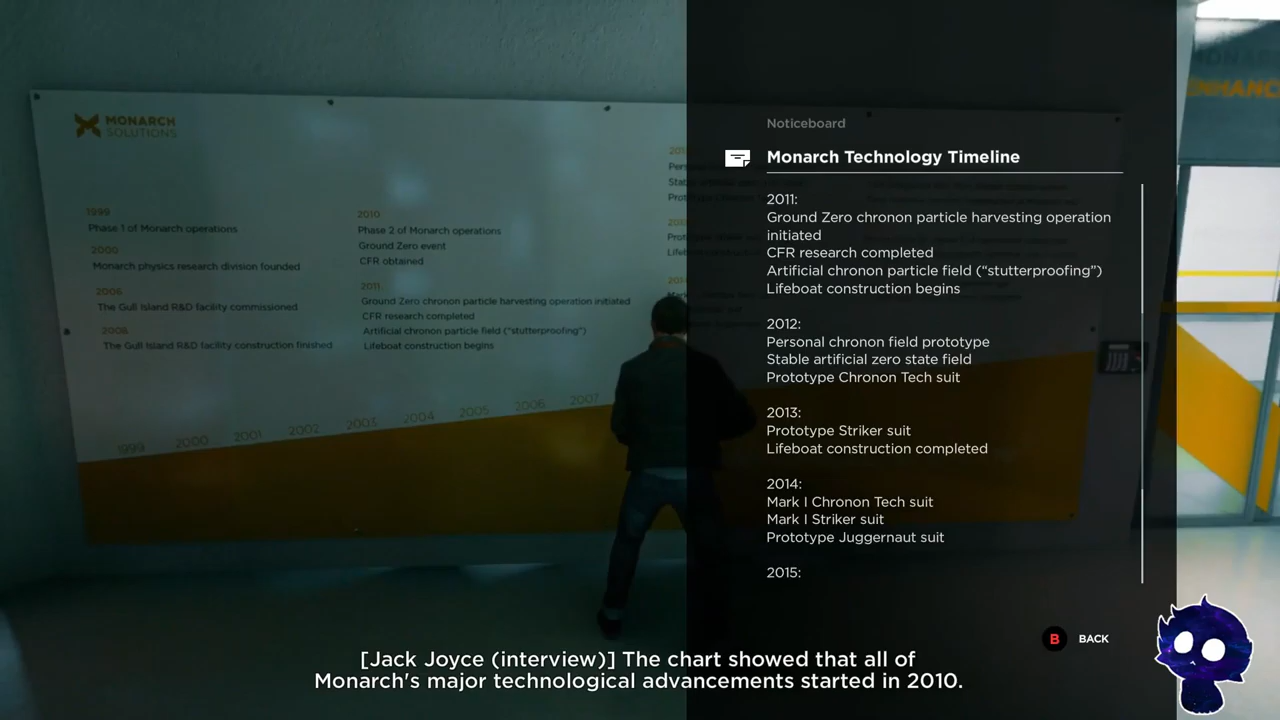 MONARCH
SOLUTIONS
1999
Phase 1 of Monarch operations
2000
Monarch physics research division founded
2006
The Gull Island R&D facility commissioned
2008
The Gull Island R&D facility construction finished
2010
Phase 2 of Monarch operations
Ground Zero event
CFR obtained
2011
Ground Zero chronon particle harvesting operation initiated
CFR research completed
Artificial chronon particle field ("stutterproofing")
Lifeboat construction begins
1999 2000 2001 2002 2003 2004 2005 2006 2007
Noticeboard
Monarch Technology Timeline
2011:
Ground Zero chronon particle harvesting operation
initiated
CFR research completed
Artificial chronon particle field (“stutterproofing”)
Lifeboat construction begins
2012:
Personal chronon field prototype
Stable artificial zero state field
Prototype Chronon Tech suit
2013:
Prototype Striker suit
Lifeboat construction completed
2014:
Mark I Chronon Tech suit
Mark I Striker suit
Prototype Juggernaut suit
2015:
B BACK
[Jack Joyce (interview)] The chart showed that all of
Monarch's major technological advancements started in 2010.